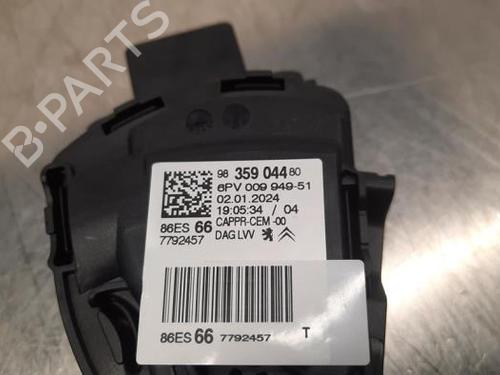 B-PARTS
98 359 044 80
6PV 009 949-51
02.01.2024
19:05:34 / 04
CAPPR-CEM -00
DAG LVV
86ES 66
7792457
86ES 66 7792457 T